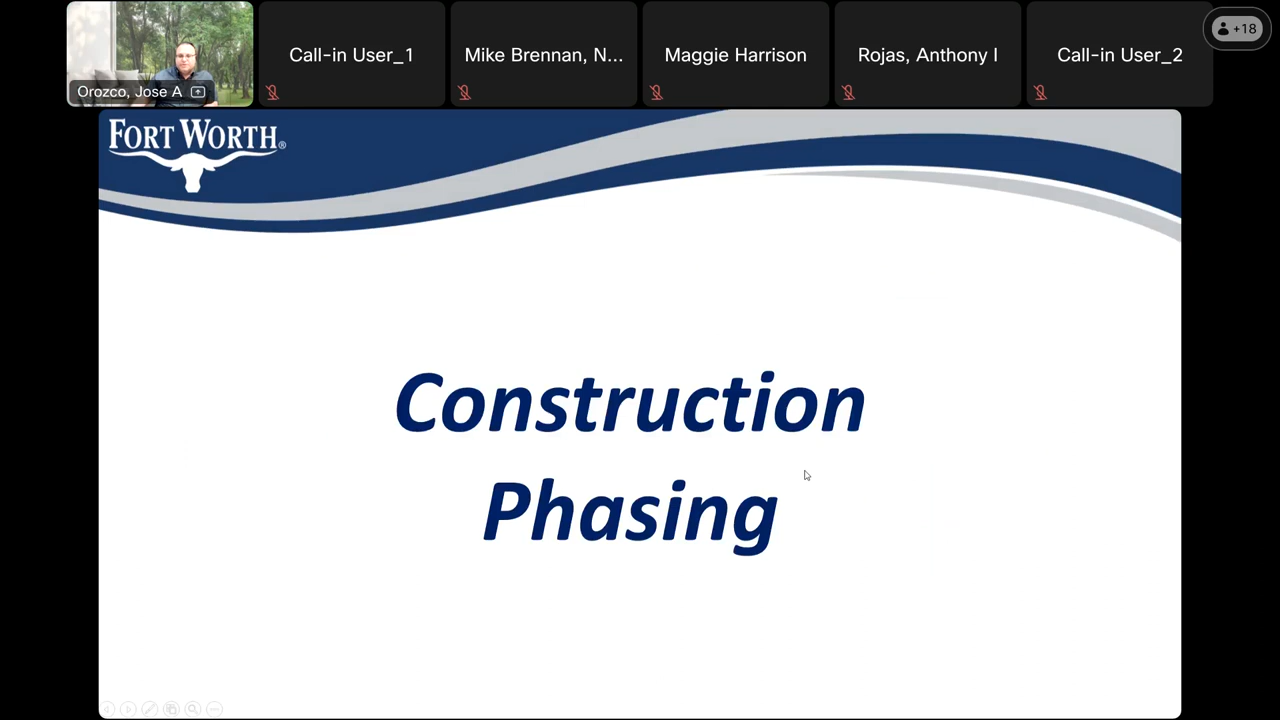 Orozco, Jose A
Call-in User_1
Mike Brennan, N...
Maggie Harrison
Rojas, Anthony I
Call-in User_2
+18
FORT WORTH®
Construction
Phasing